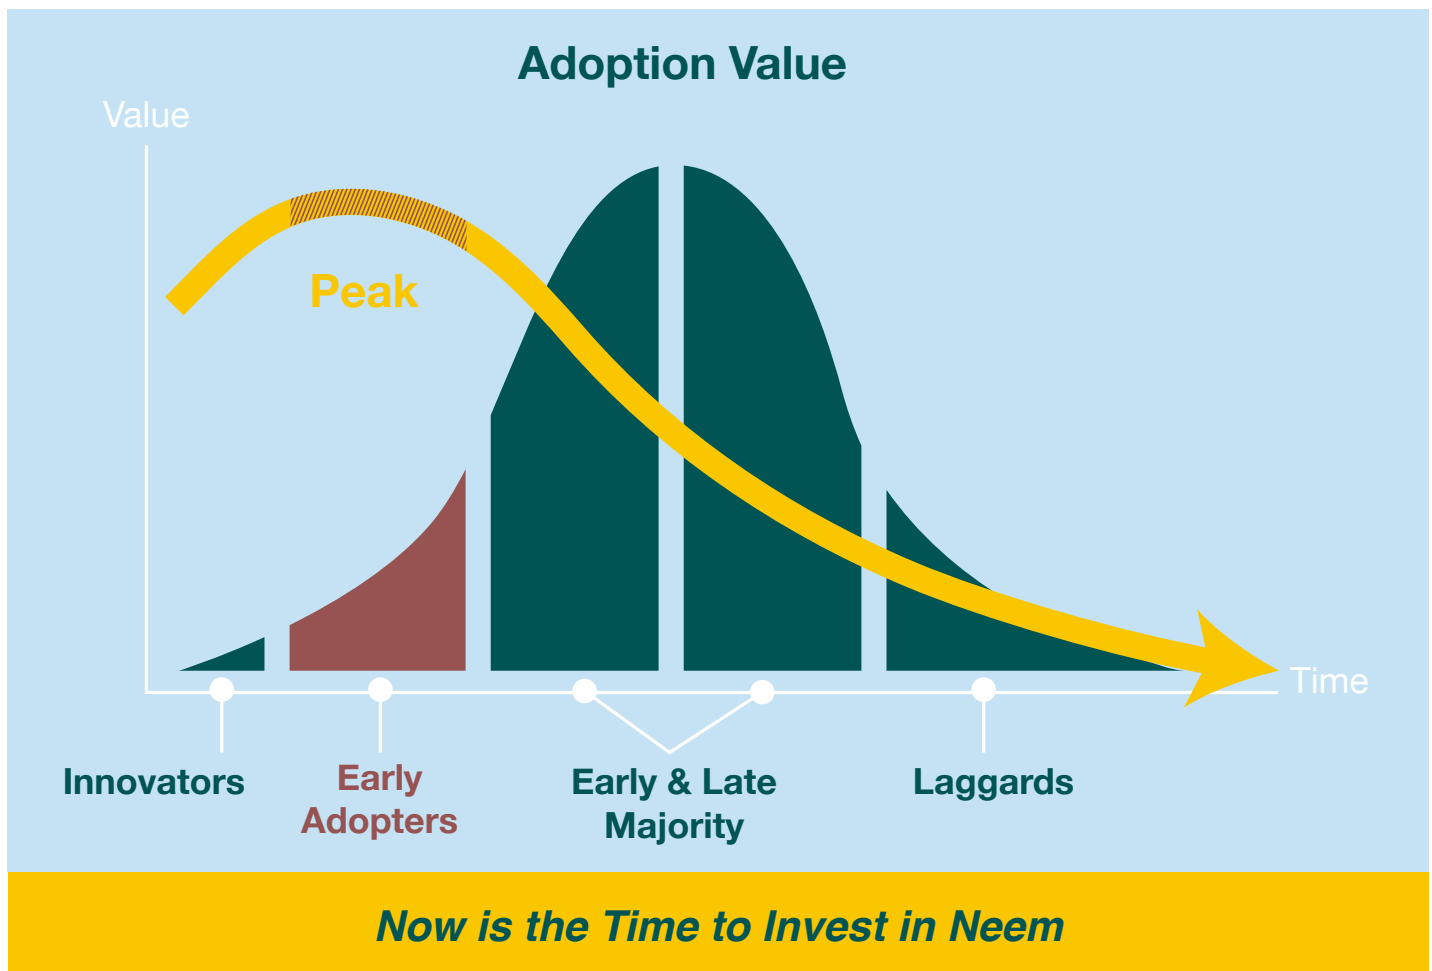 Adoption Value
Value
Peak
Time
Innovators
Early
Adopters
Early & Late
Majority
Laggards
Now is the Time to Invest in Neem